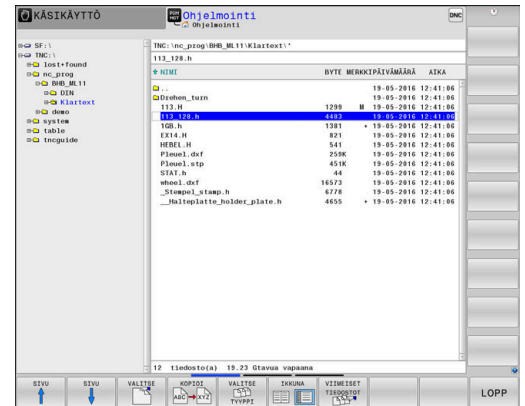 KÄSIKÄYTTÖ
PGM MGT
Ohjelmointi
DNC
Ohjelmointi
SF:\
TNC:\
lost+found
nc_prog
BHB_ML11
DIN
Klartext
demo
system
table
tncguide
TNC:\nc_prog\BHB_ML11\Klartext\*
113_128.h
NIMI BYTE MERKKI PÄIVÄMÄÄRÄ AIKA
.. 19-05-2016 12:41:06
Drehen_turn 19-05-2016 12:41:06
113.H 1299 M 19-05-2016 12:41:06
113_128.h 4483 19-05-2016 12:41:06
1GB.h 1381 + 19-05-2016 12:41:06
EX14.H 821 19-05-2016 12:41:06
HEBEL.H 541 19-05-2016 12:41:06
Pleuel.dxf 259K 19-05-2016 12:41:06
Pleuel.stp 451K 19-05-2016 12:41:06
STAT.h 44 19-05-2016 12:41:06
wheel.dxf 16573 19-05-2016 12:41:06
_Stempel_stamp.h 6778 19-05-2016 12:41:06
__Halteplatte_holder_plate.h 4655 + 19-05-2016 12:41:06
12 tiedosto(a) 19.23 Gtavua vapaana
SIVU
SIVU
VALITSE
KOPIOI
ABC
XYZ
VALITSE
TYYPPI
IKKUNA
VIIMEISET
TIEDOSTOT
LOPP